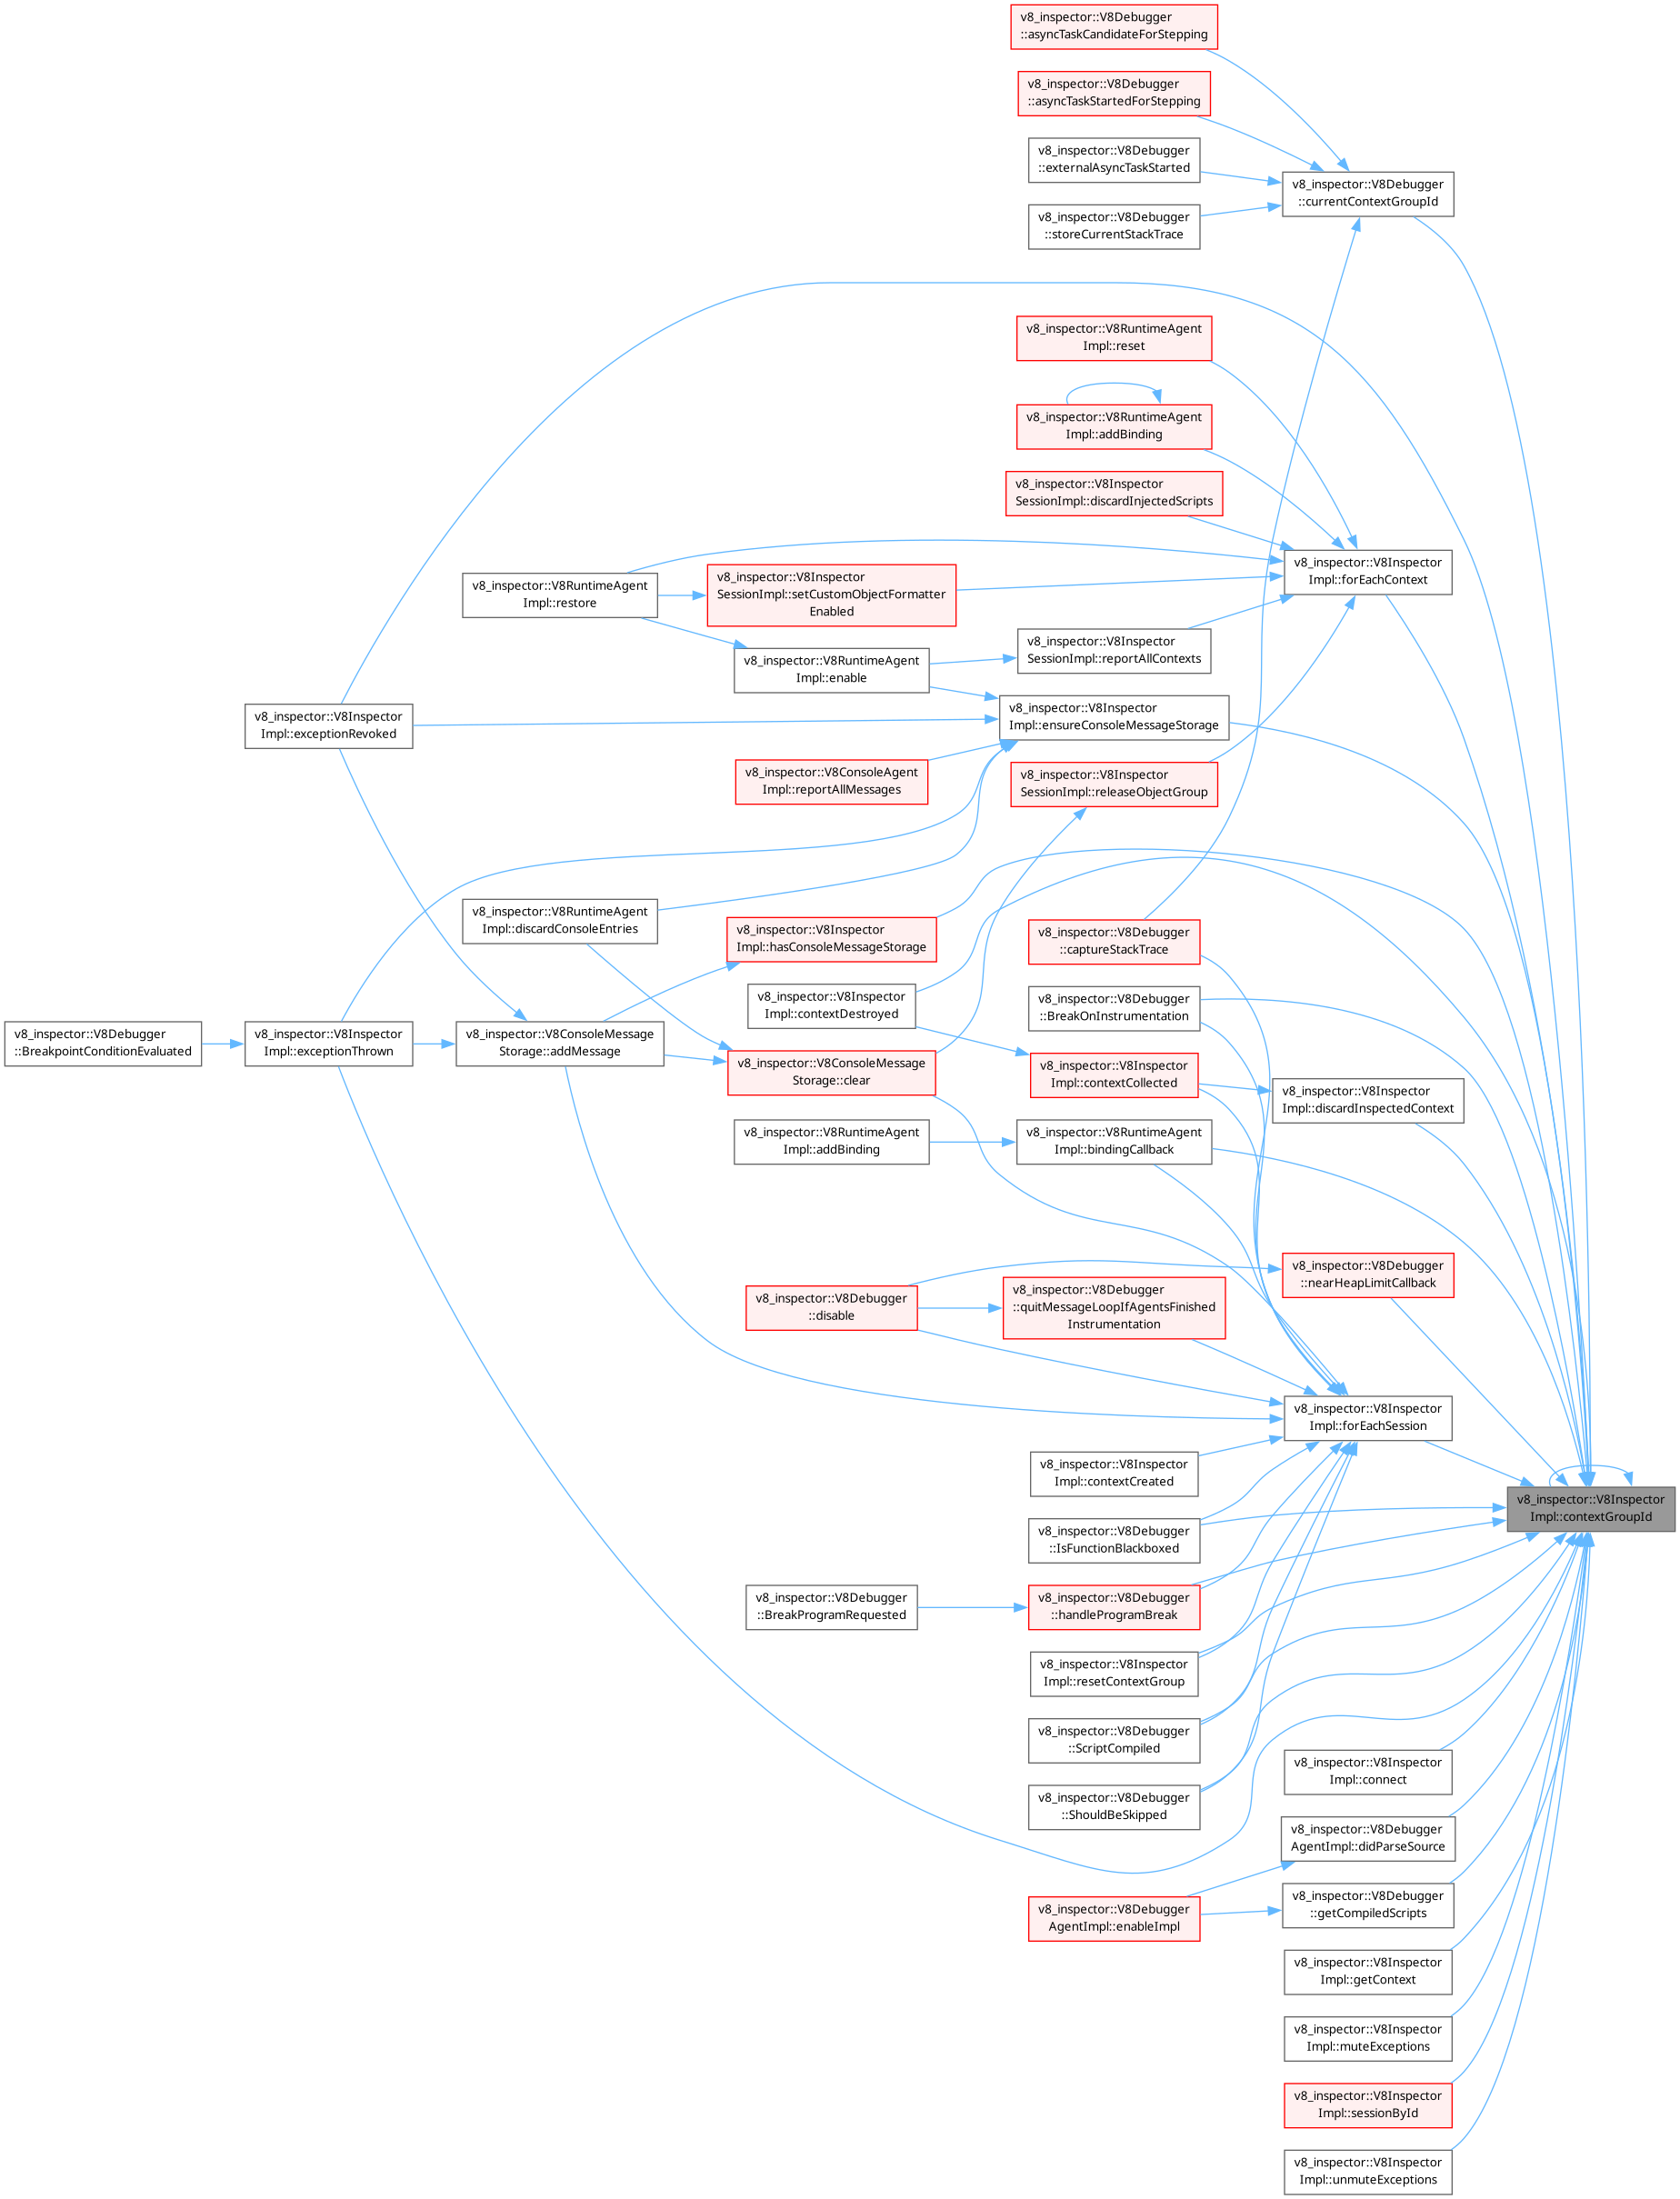 v8_inspector::V8Debugger
::asyncTaskCandidateForStepping
v8_inspector::V8Debugger
::asyncTaskStartedForStepping
v8_inspector::V8Debugger
::externalAsyncTaskStarted
v8_inspector::V8Debugger
::currentContextGroupId
v8_inspector::V8Debugger
::storeCurrentStackTrace
v8_inspector::V8RuntimeAgent
Impl::reset
v8_inspector::V8RuntimeAgent
Impl::addBinding
v8_inspector::V8Inspector
SessionImpl::discardInjectedScripts
v8_inspector::V8Inspector
Impl::forEachContext
v8_inspector::V8RuntimeAgent
Impl::restore
v8_inspector::V8Inspector
SessionImpl::setCustomObjectFormatter
Enabled
v8_inspector::V8Inspector
SessionImpl::reportAllContexts
v8_inspector::V8RuntimeAgent
Impl::enable
v8_inspector::V8Inspector
Impl::exceptionRevoked
v8_inspector::V8Inspector
Impl::ensureConsoleMessageStorage
v8_inspector::V8ConsoleAgent
Impl::reportAllMessages
v8_inspector::V8Inspector
SessionImpl::releaseObjectGroup
v8_inspector::V8RuntimeAgent
Impl::discardConsoleEntries
v8_inspector::V8Inspector
Impl::hasConsoleMessageStorage
v8_inspector::V8Debugger
::captureStackTrace
v8_inspector::V8Inspector
Impl::contextDestroyed
v8_inspector::V8Debugger
::BreakOnInstrumentation
v8_inspector::V8Debugger
::BreakpointConditionEvaluated
v8_inspector::V8Inspector
Impl::exceptionThrown
v8_inspector::V8ConsoleMessage
Storage::addMessage
v8_inspector::V8ConsoleMessage
Storage::clear
v8_inspector::V8Inspector
Impl::contextCollected
v8_inspector::V8Inspector
Impl::discardInspectedContext
v8_inspector::V8RuntimeAgent
Impl::addBinding
v8_inspector::V8RuntimeAgent
Impl::bindingCallback
v8_inspector::V8Debugger
::nearHeapLimitCallback
v8_inspector::V8Debugger
::disable
v8_inspector::V8Debugger
::quitMessageLoopIfAgentsFinished
Instrumentation
v8_inspector::V8Inspector
Impl::forEachSession
v8_inspector::V8Inspector
Impl::contextCreated
v8_inspector::V8Inspector
Impl::contextGroupId
v8_inspector::V8Debugger
::IsFunctionBlackboxed
v8_inspector::V8Debugger
::BreakProgramRequested
v8_inspector::V8Debugger
::handleProgramBreak
v8_inspector::V8Inspector
Impl::resetContextGroup
v8_inspector::V8Debugger
::ScriptCompiled
v8_inspector::V8Inspector
Impl::connect
v8_inspector::V8Debugger
::ShouldBeSkipped
v8_inspector::V8Debugger
AgentImpl::didParseSource
v8_inspector::V8Debugger
AgentImpl::enableImpl
v8_inspector::V8Debugger
::getCompiledScripts
v8_inspector::V8Inspector
Impl::getContext
v8_inspector::V8Inspector
Impl::muteExceptions
v8_inspector::V8Inspector
Impl::sessionById
v8_inspector::V8Inspector
Impl::unmuteExceptions